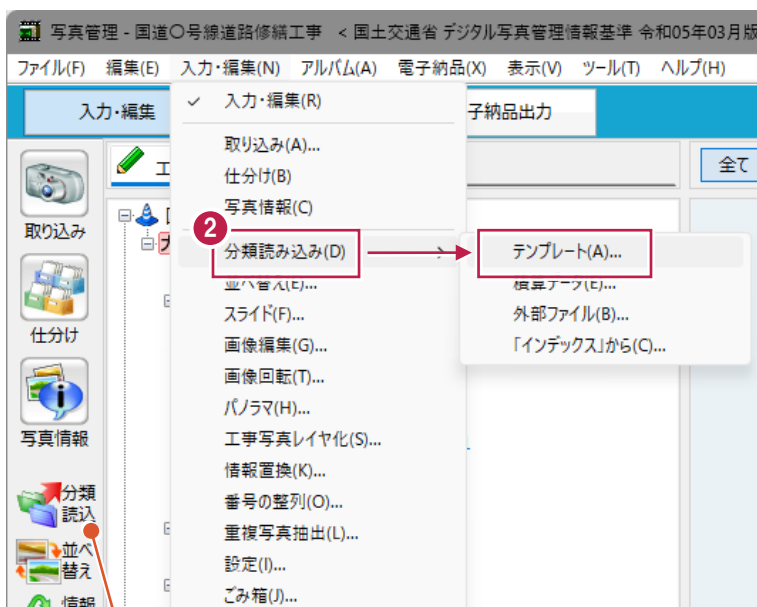 写真管理 - 国道〇号線道路修繕工事 < 国土交通省 デジタル写真管理情報基準 令和05年03月版
ファイル(F) 編集(E) 入力・編集(N) アルバム(A) 電子納品(X) 表示(V) ツール(T) ヘルプ(H)
入力・編集
子納品出力
全て
取り込み
仕分け
写真情報
分類
読込
並べ
替え
✓ 入力・編集(R)
取り込み(A)...
仕分け(B)
写真情報(C)
2
分類読み込み(D)
並べ替え(E)...
スライド(F)...
画像編集(G)...
画像回転(T)...
パノラマ(H)...
工事写真レイヤ化(S)...
情報置換(K)...
番号の整列(O)...
重複写真抽出(L)...
設定(I)...
ごみ箱(J)...
テンプレート(A)...
積算データ(E)...
外部ファイル(B)...
「インデックス」から(C)...